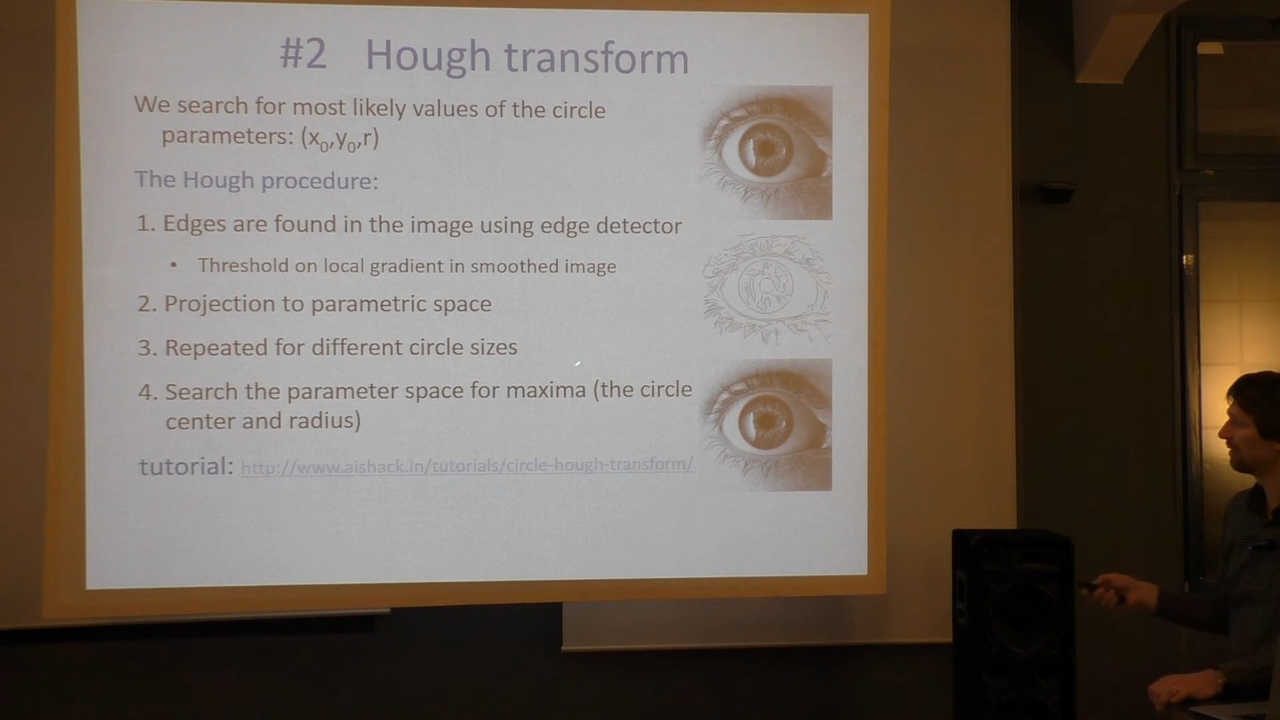 #2 Hough transform
We search for most likely values of the circle
parameters: (x₀,y₀,r)
The Hough procedure:
1. Edges are found in the image using edge detector
• Threshold on local gradient in smoothed image
2. Projection to parametric space
3. Repeated for different circle sizes
4. Search the parameter space for maxima (the circle
center and radius)
tutorial: http://www.aishack.in/tutorials/circle-hough-transform/